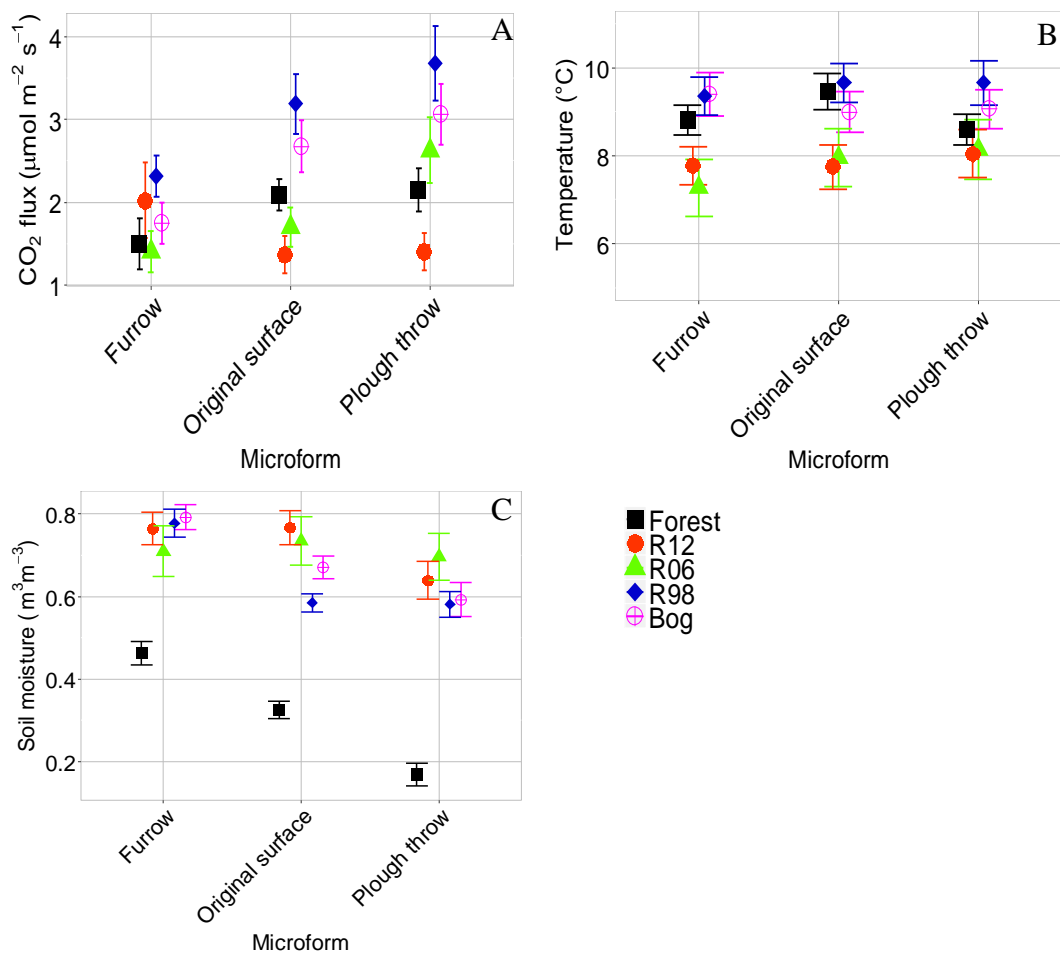 A
CO₂ flux (µmol m⁻² s⁻¹)
4
3
2
1
Furrow
Original surface
Plough throw
Microform
B
Temperature (°C)
10
8
6
Furrow
Original surface
Plough throw
Microform
C
Soil moisture ( m³m⁻³)
0.8
0.6
0.4
0.2
Furrow
Original surface
Plough throw
Microform
Forest
R12
R06
R98
Bog